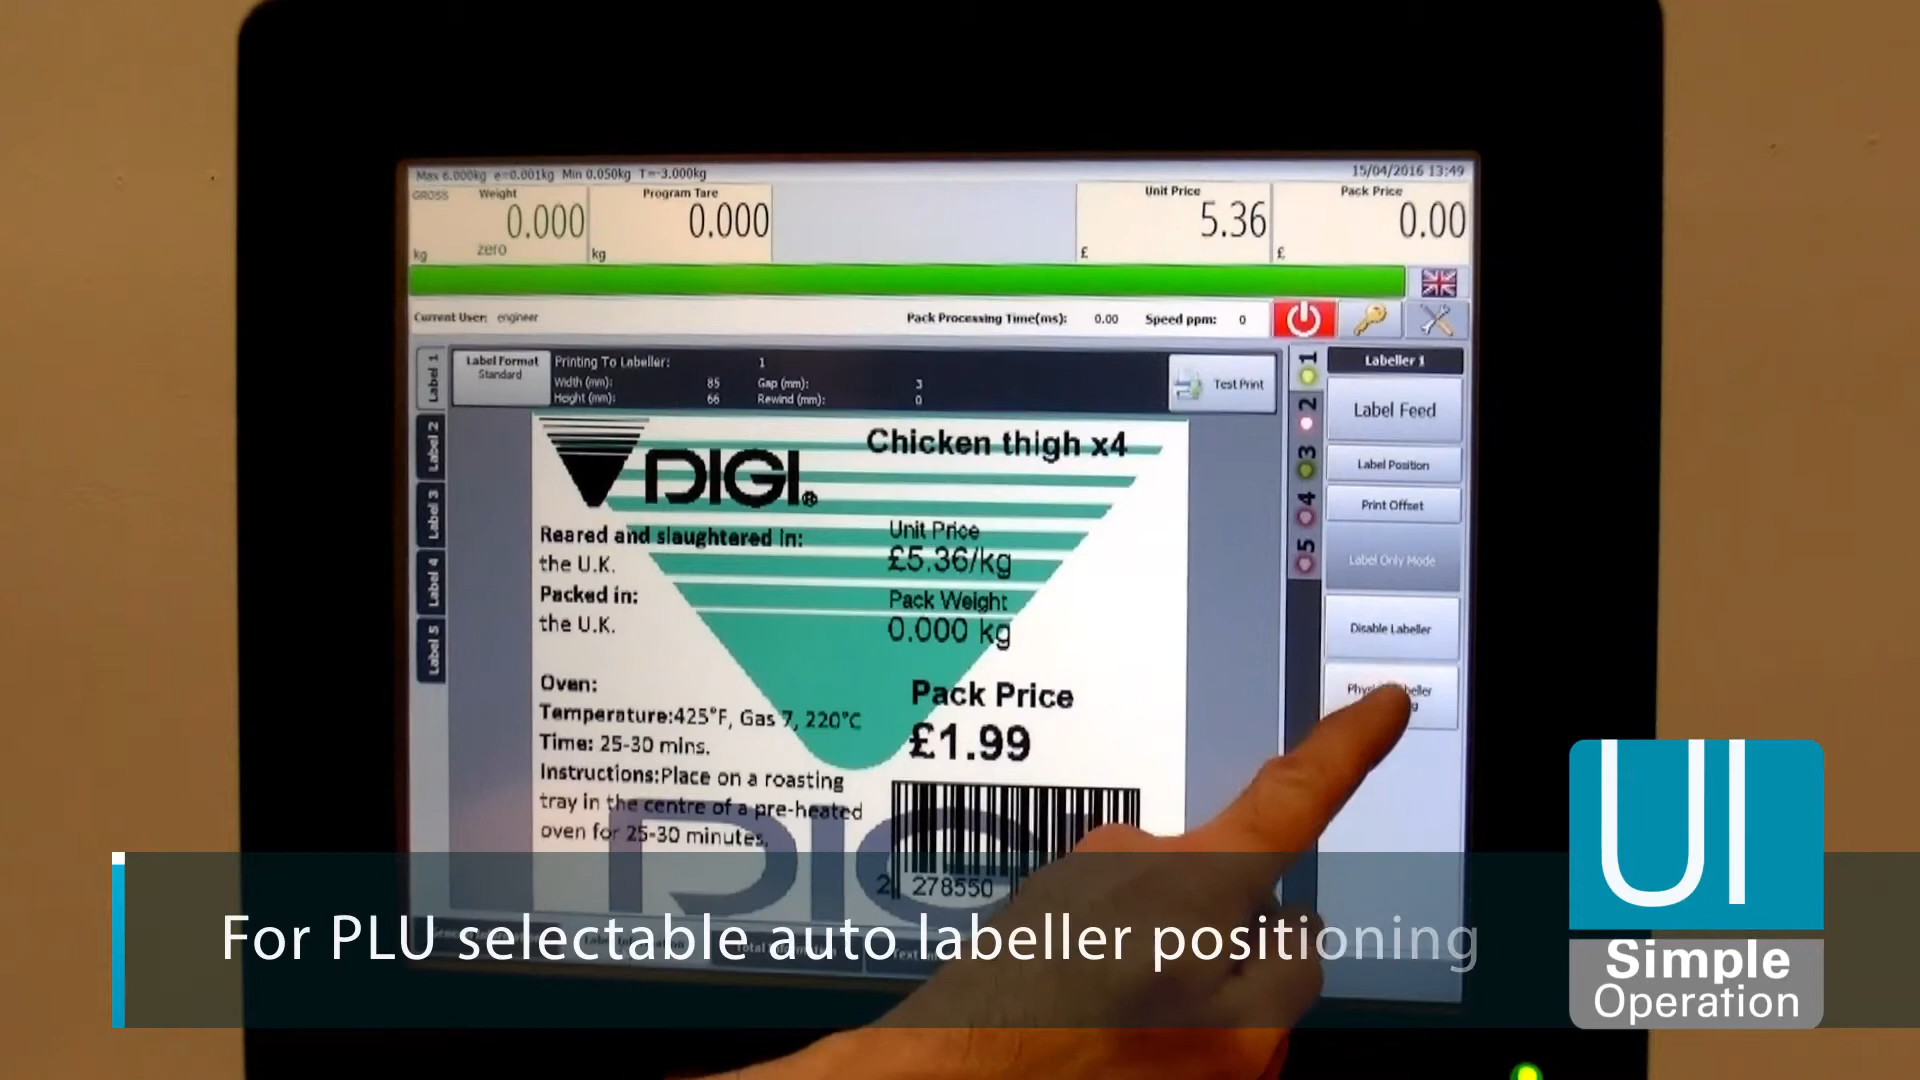 Max 6.000kg e=0.001kg Min 0.050kg T=-3.000kg
15/04/2016 13:49
GROSS Weight
0.000
zero
kg
Program Tare
0.000
kg
Unit Price
5.36
£
Pack Price
0.00
£
Current User: engineer
Pack Processing Time(ms): 0.00 Speed ppm: 0
Label 1
Label 2
Label 3
Label 4
Label 5
Label Format
Standard
Printing To Labeller: 1
Width (mm): 85 Gap (mm): 3
Height (mm): 66 Rewind (mm): 0
Test Print
1
2
3
4
5
Labeller 1
Label Feed
Label Position
Print Offset
Label Only Mode
Disable Labeller
DIGI®
Chicken thigh x4
Reared and slaughtered in:
the U.K.
Packed in:
the U.K.
Unit Price
£5.36/kg
Pack Weight
0.000 kg
Oven:
Temperature:425°F, Gas 7, 220°C
Time: 25-30 mins.
Instructions:Place on a roasting
tray in the centre of a pre-heated
oven for 25-30 minutes.
Pack Price
£1.99
2 278550
For PLU selectable auto labeller positioning
UI
Simple
Operation